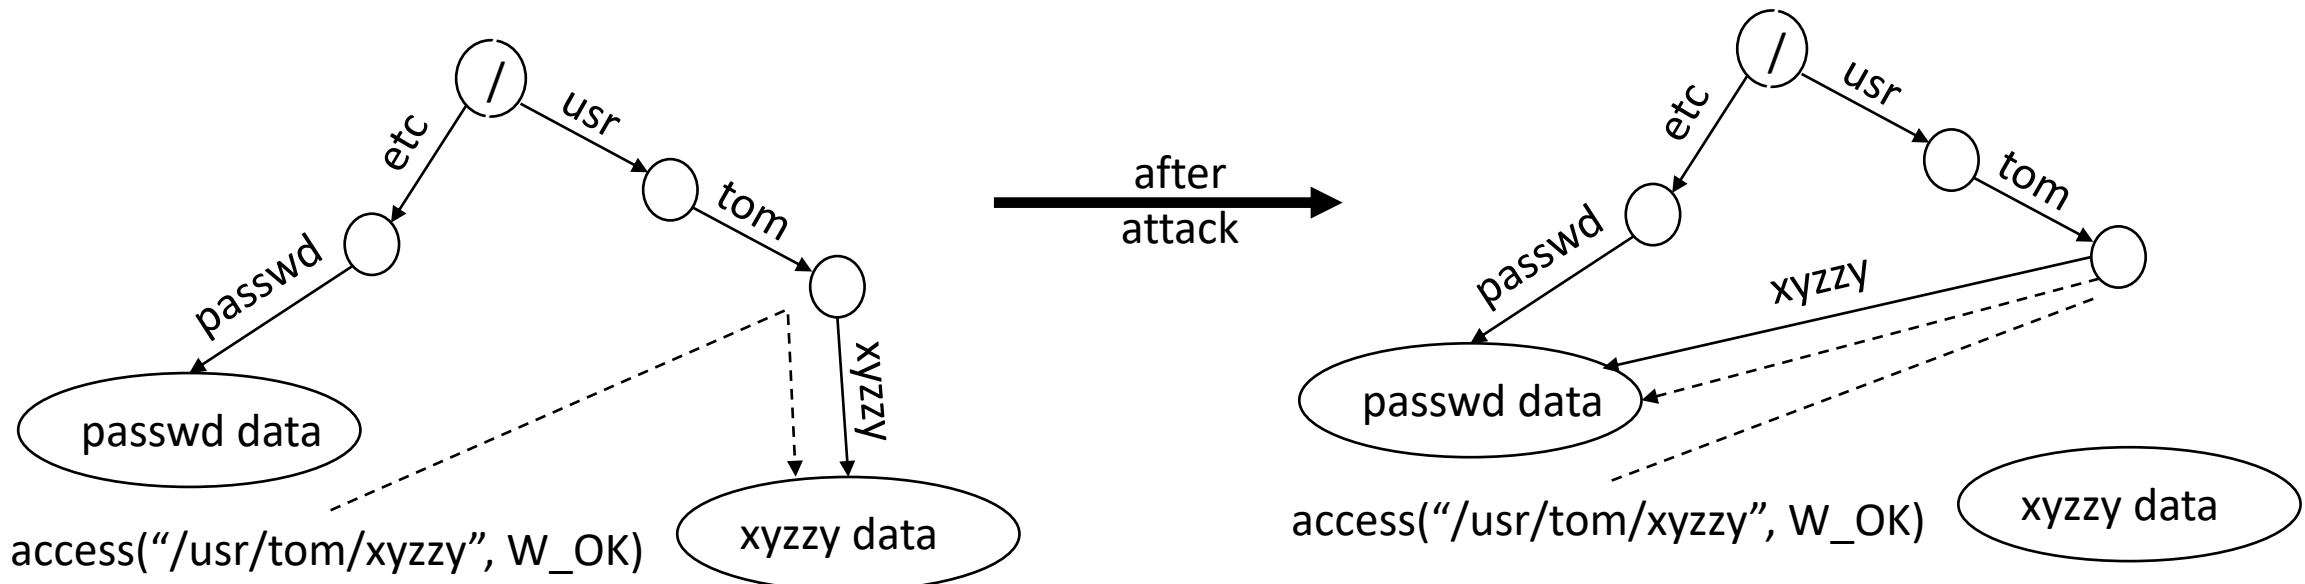 /
etc
usr
tom
passwd
xyzzy
passwd data
xyzzy data
access(“/usr/tom/xyzzy”, W_OK)
after
attack
/
etc
usr
tom
passwd
xyzzy
passwd data
xyzzy data
access(“/usr/tom/xyzzy”, W_OK)